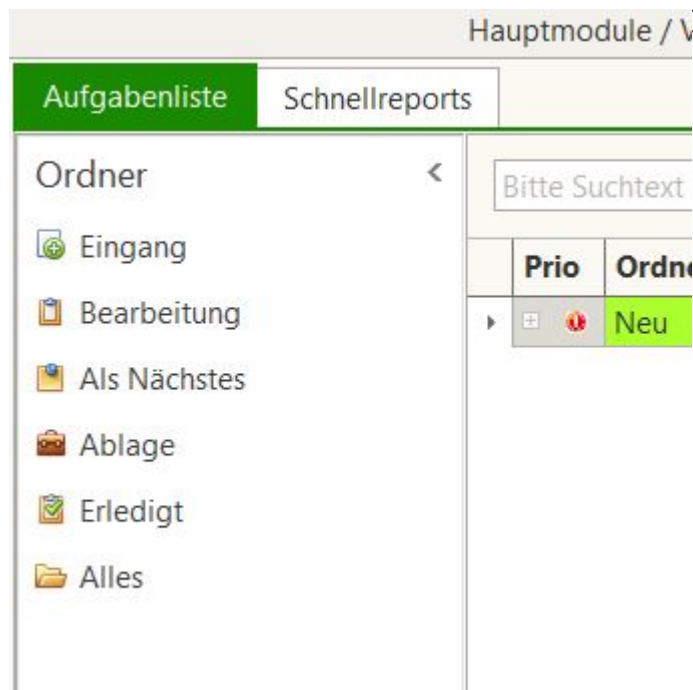 Hauptmodule /
Aufgabenliste Schnellreports
Ordner
Bitte Suchtext
Eingang
Prio
Bearbeitung
Neu
Als Nächstes
Ablage
Erledigt
Alles